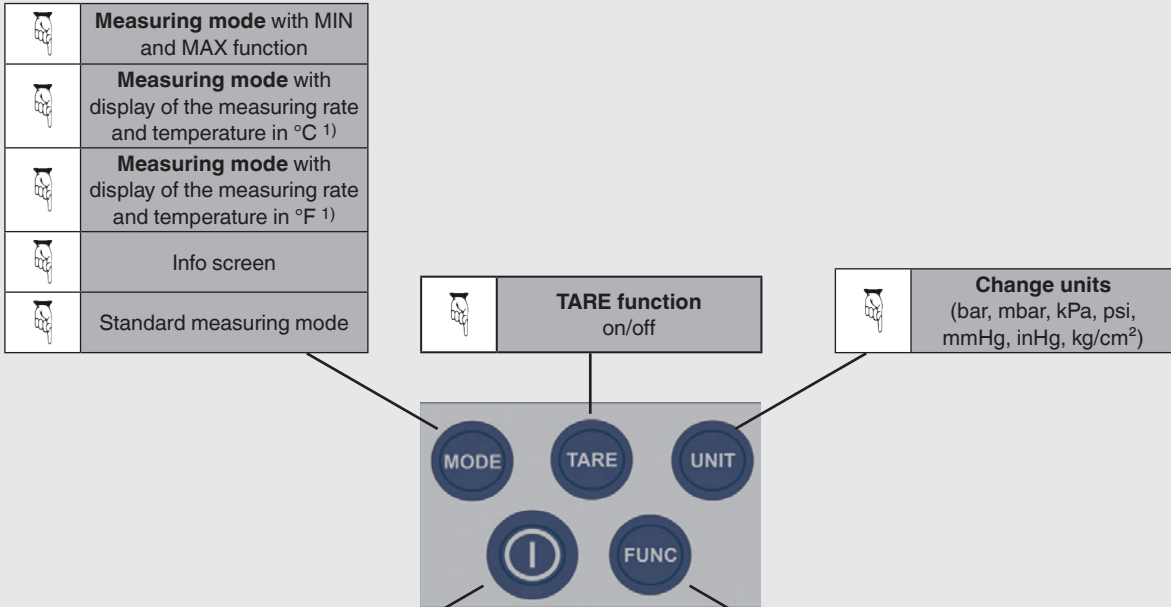 Measuring mode with MIN
and MAX function
Measuring mode with
display of the measuring rate
and temperature in °C 1)
Measuring mode with
display of the measuring rate
and temperature in °F 1)
Info screen
Standard measuring mode
TARE function
on/off
Change units
(bar, mbar, kPa, psi,
mmHg, inHg, kg/cm²)
MODE
TARE
UNIT
FUNC